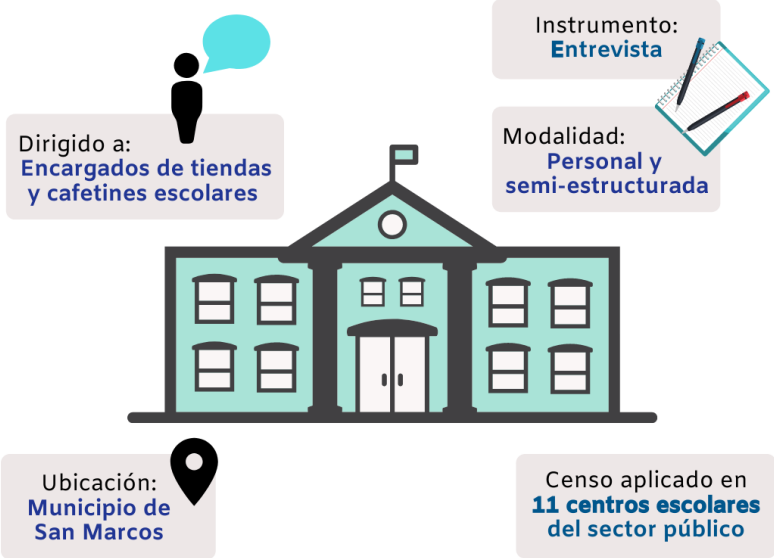 Instrumento:
Entrevista
Dirigido a:
Encargados de tiendas
y cafetines escolares
Modalidad:
Personal y
semi-estructurada
Ubicación:
Municipio de
San Marcos
Censo aplicado en
11 centros escolares
del sector público